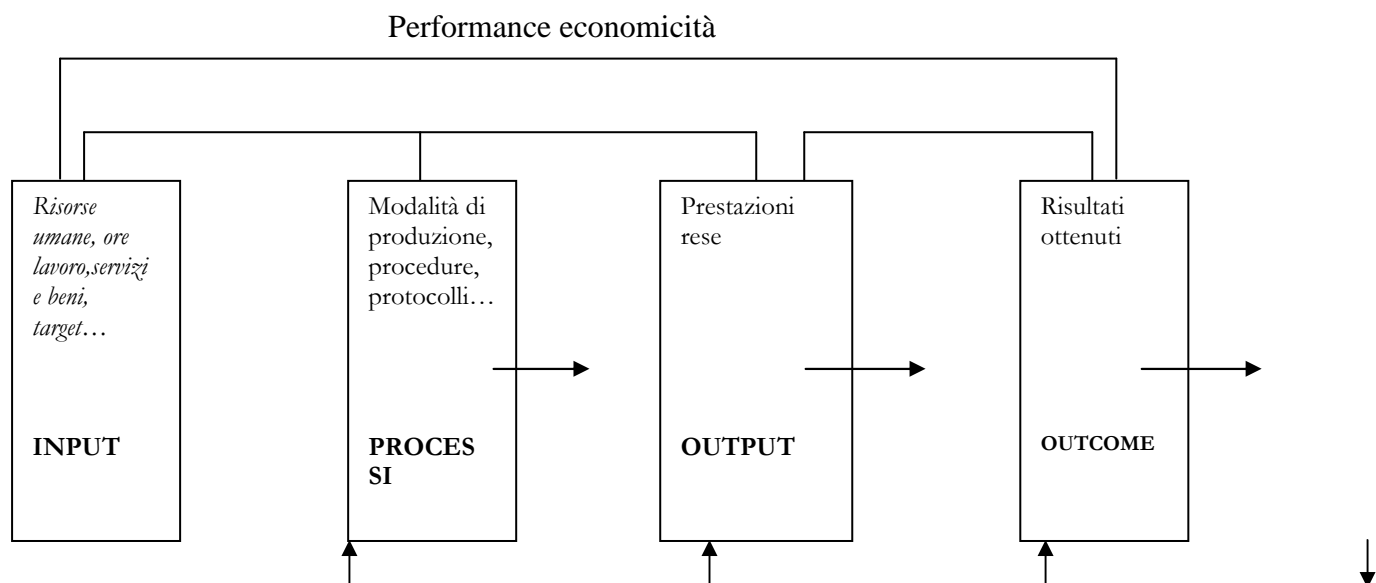 Performance economicità
Risorse
umane, ore
lavoro,servizi
e beni,
target…
INPUT
Modalità di
produzione,
procedure,
protocolli…
PROCES
SI
Prestazioni
rese
OUTPUT
Risultati
ottenuti
OUTCOME